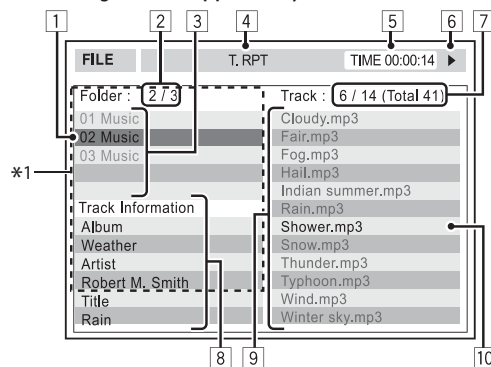 1 2 3 4 5 6 7
FILE T. RPT TIME 00:00:14
Folder : 2 / 3 Track : 6 / 14 (Total 41)
01 Music Cloudy.mp3
02 Music Fair.mp3
03 Music Fog.mp3
*1
Hail.mp3
Indian summer.mp3
Track Information Rain.mp3
Album Shower.mp3
Weather Snow.mp3
Artist Thunder.mp3
Robert M. Smith Typhoon.mp3
Title Wind.mp3
Rain Winter sky.mp3
8 9 10